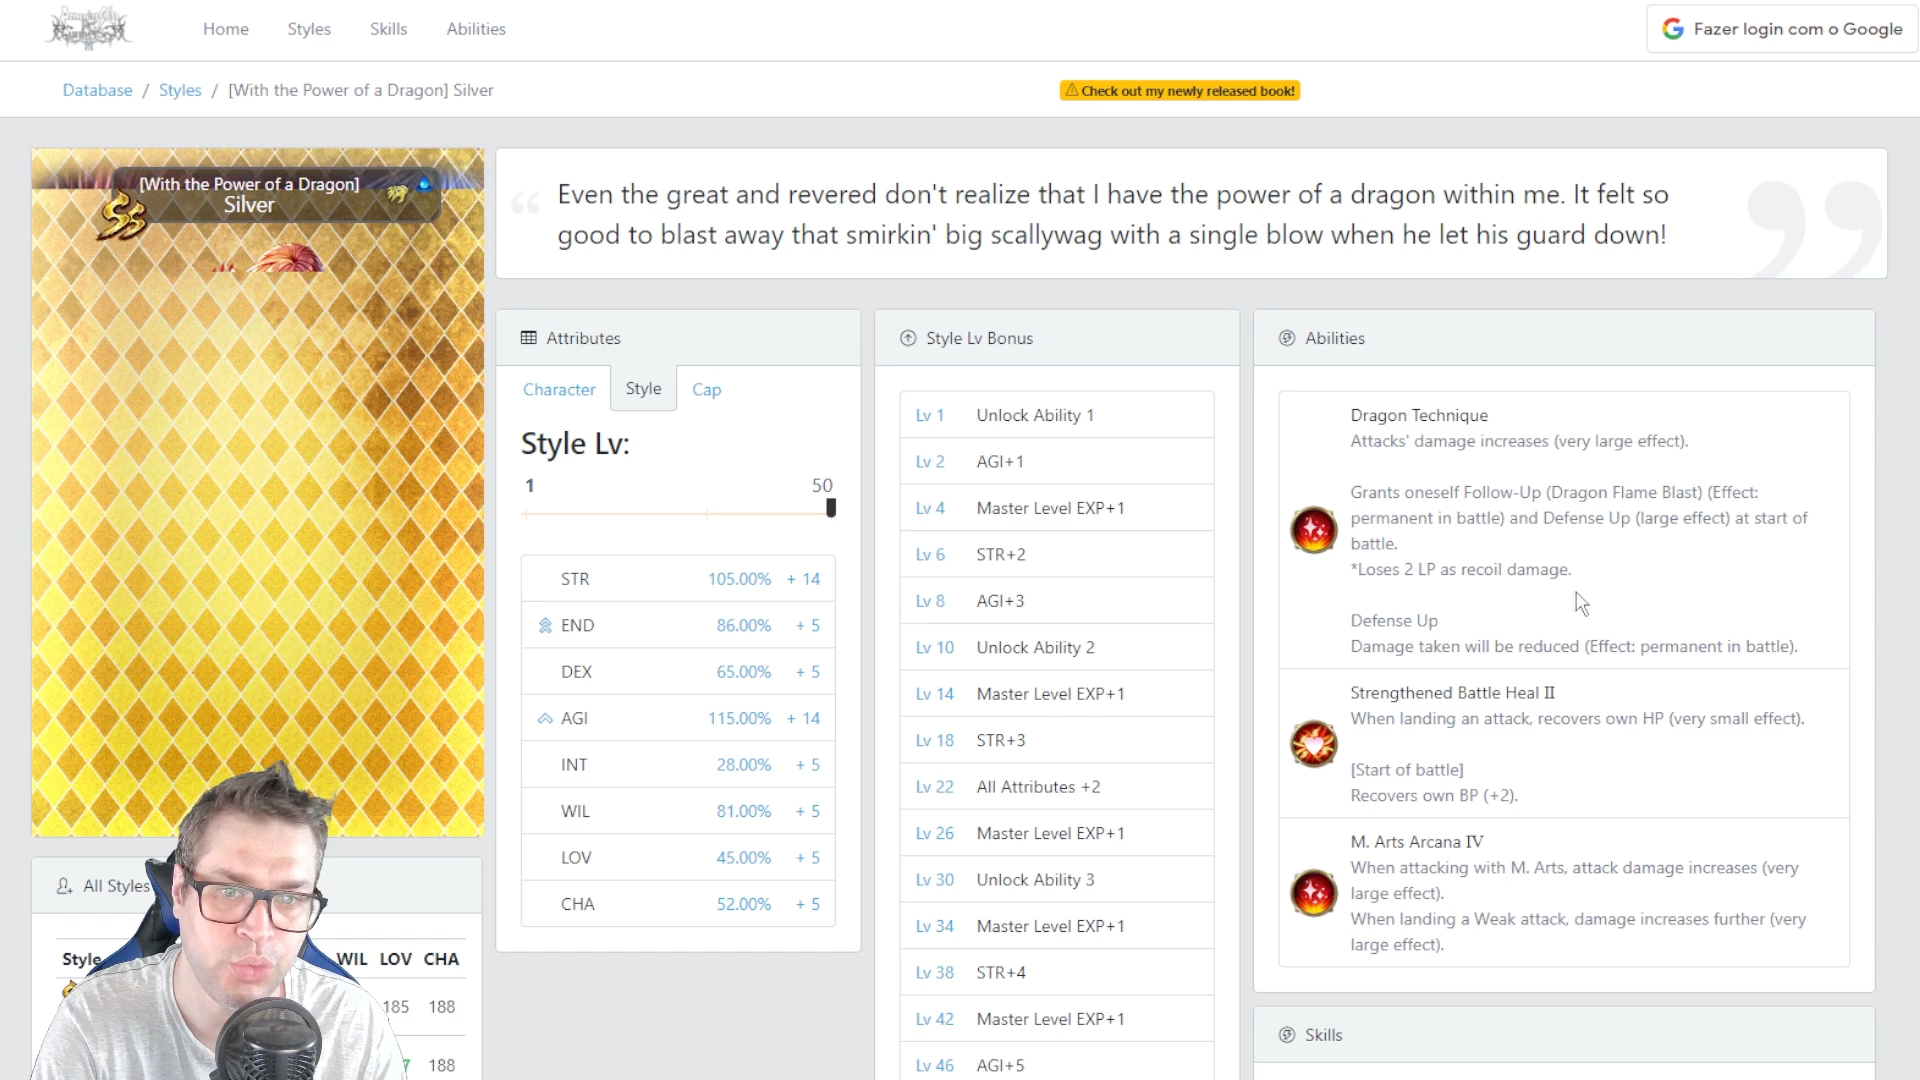 Home
Styles
Skills
Abilities
Fazer login com o Google
Database / Styles / [With the Power of a Dragon] Silver
Check out my newly released book!
[With the Power of a Dragon]
Silver
SS
Even the great and revered don't realize that I have the power of a dragon within me. It felt so
good to blast away that smirkin' big scallywag with a single blow when he let his guard down!
Attributes
Character
Style
Cap
Style Lv:
1
50
STR 105.00% + 14
END 86.00% + 5
DEX 65.00% + 5
AGI 115.00% + 14
INT 28.00% + 5
WIL 81.00% + 5
LOV 45.00% + 5
CHA 52.00% + 5
Style Lv Bonus
Lv 1 Unlock Ability 1
Lv 2 AGI+1
Lv 4 Master Level EXP+1
Lv 6 STR+2
Lv 8 AGI+3
Lv 10 Unlock Ability 2
Lv 14 Master Level EXP+1
Lv 18 STR+3
Lv 22 All Attributes +2
Lv 26 Master Level EXP+1
Lv 30 Unlock Ability 3
Lv 34 Master Level EXP+1
Lv 38 STR+4
Lv 42 Master Level EXP+1
Lv 46 AGI+5
Abilities
Dragon Technique
Attacks' damage increases (very large effect).
Grants oneself Follow-Up (Dragon Flame Blast) (Effect:
permanent in battle) and Defense Up (large effect) at start of
battle.
*Loses 2 LP as recoil damage.
Defense Up
Damage taken will be reduced (Effect: permanent in battle).
Strengthened Battle Heal II
When landing an attack, recovers own HP (very small effect).
[Start of battle]
Recovers own BP (+2).
M. Arts Arcana IV
When attacking with M. Arts, attack damage increases (very
large effect).
When landing a Weak attack, damage increases further (very
large effect).
Skills
All Styles
Style WIL LOV CHA
185 188
188